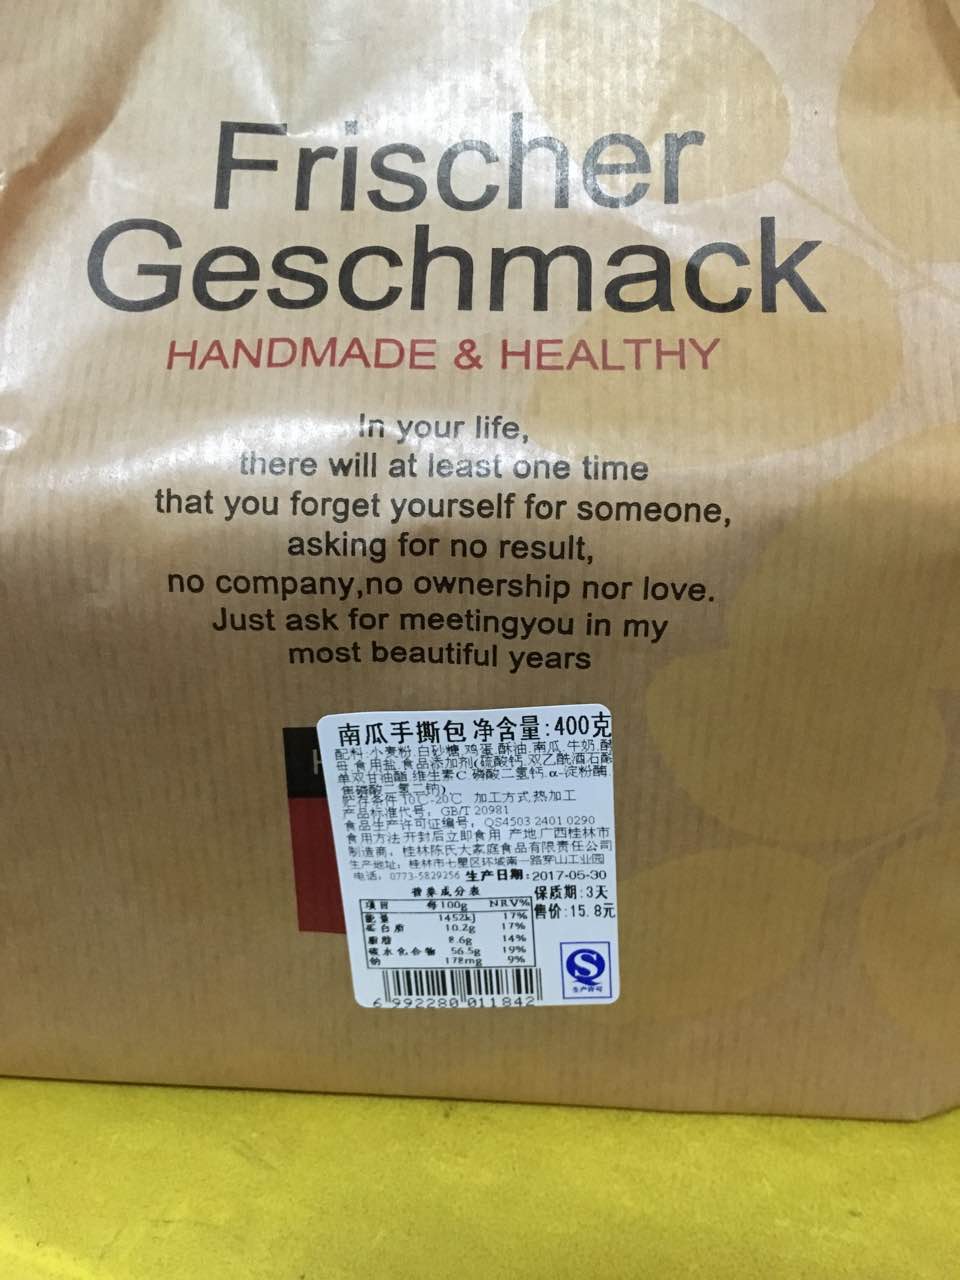 Frischer
Geschmack
HANDMADE & HEALTHY
In your life,
there will at least one time
that you forget yourself for someone,
asking for no result,
no company,no ownership nor love.
Just ask for meetingyou in my
most beautiful years
南瓜手撕包 净含量:400克
配料:小麦粉,白砂糖,鸡蛋,酥油,南瓜,牛奶,酵
母,食用盐,食品添加剂(硫酸钙,双乙酰酒石酸
单双甘油酯,维生素C,磷酸二氢钙,α-淀粉酶,
焦磷酸二氢二钠)
贮存条件:10℃-20℃ 加工方式:热加工
产品标准代号: GB/T 20981
食品生产许可证编号: QS4503 2401 0290
食用方法:开封后立即食用 产地:广西桂林市
制造商: 桂林陈氏大家庭食品有限责任公司
生产地址: 桂林市七星区环城南一路穿山工业园
电话: 0773-5829256 生产日期:2017-05-30
营养成分表 保质期:3天
项目 每100g NRV% 售价:15.8元
能量 1452kj 17%
蛋白质 10.2g 17%
脂肪 8.6g 14%
碳水化合物 56.5g 19%
钠 178mg 9%
S
生产许可
6 992280 011842